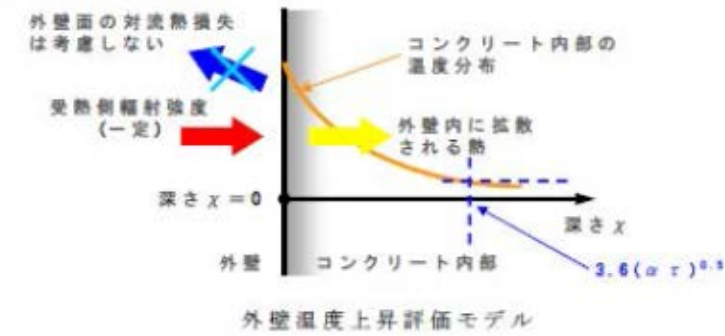 外壁面の対流熱損失
は考慮しない
コンクリート内部の
温度分布
受熱側輻射強度
(一定)
外壁内に拡散
される熱
深さχ=0
深さχ
外壁
コンクリート内部
3.6(ατ)⁰·⁵
外壁温度上昇評価モデル